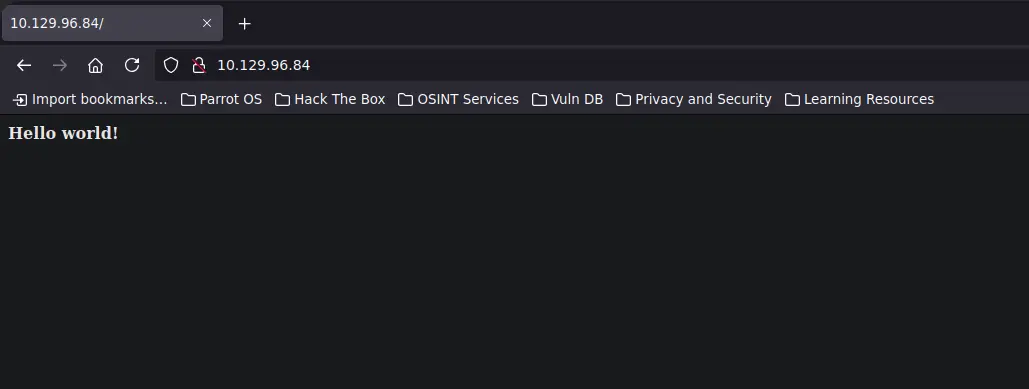 10.129.96.84/
10.129.96.84
Import bookmarks... Parrot OS Hack The Box OSINT Services Vuln DB Privacy and Security Learning Resources
Hello world!